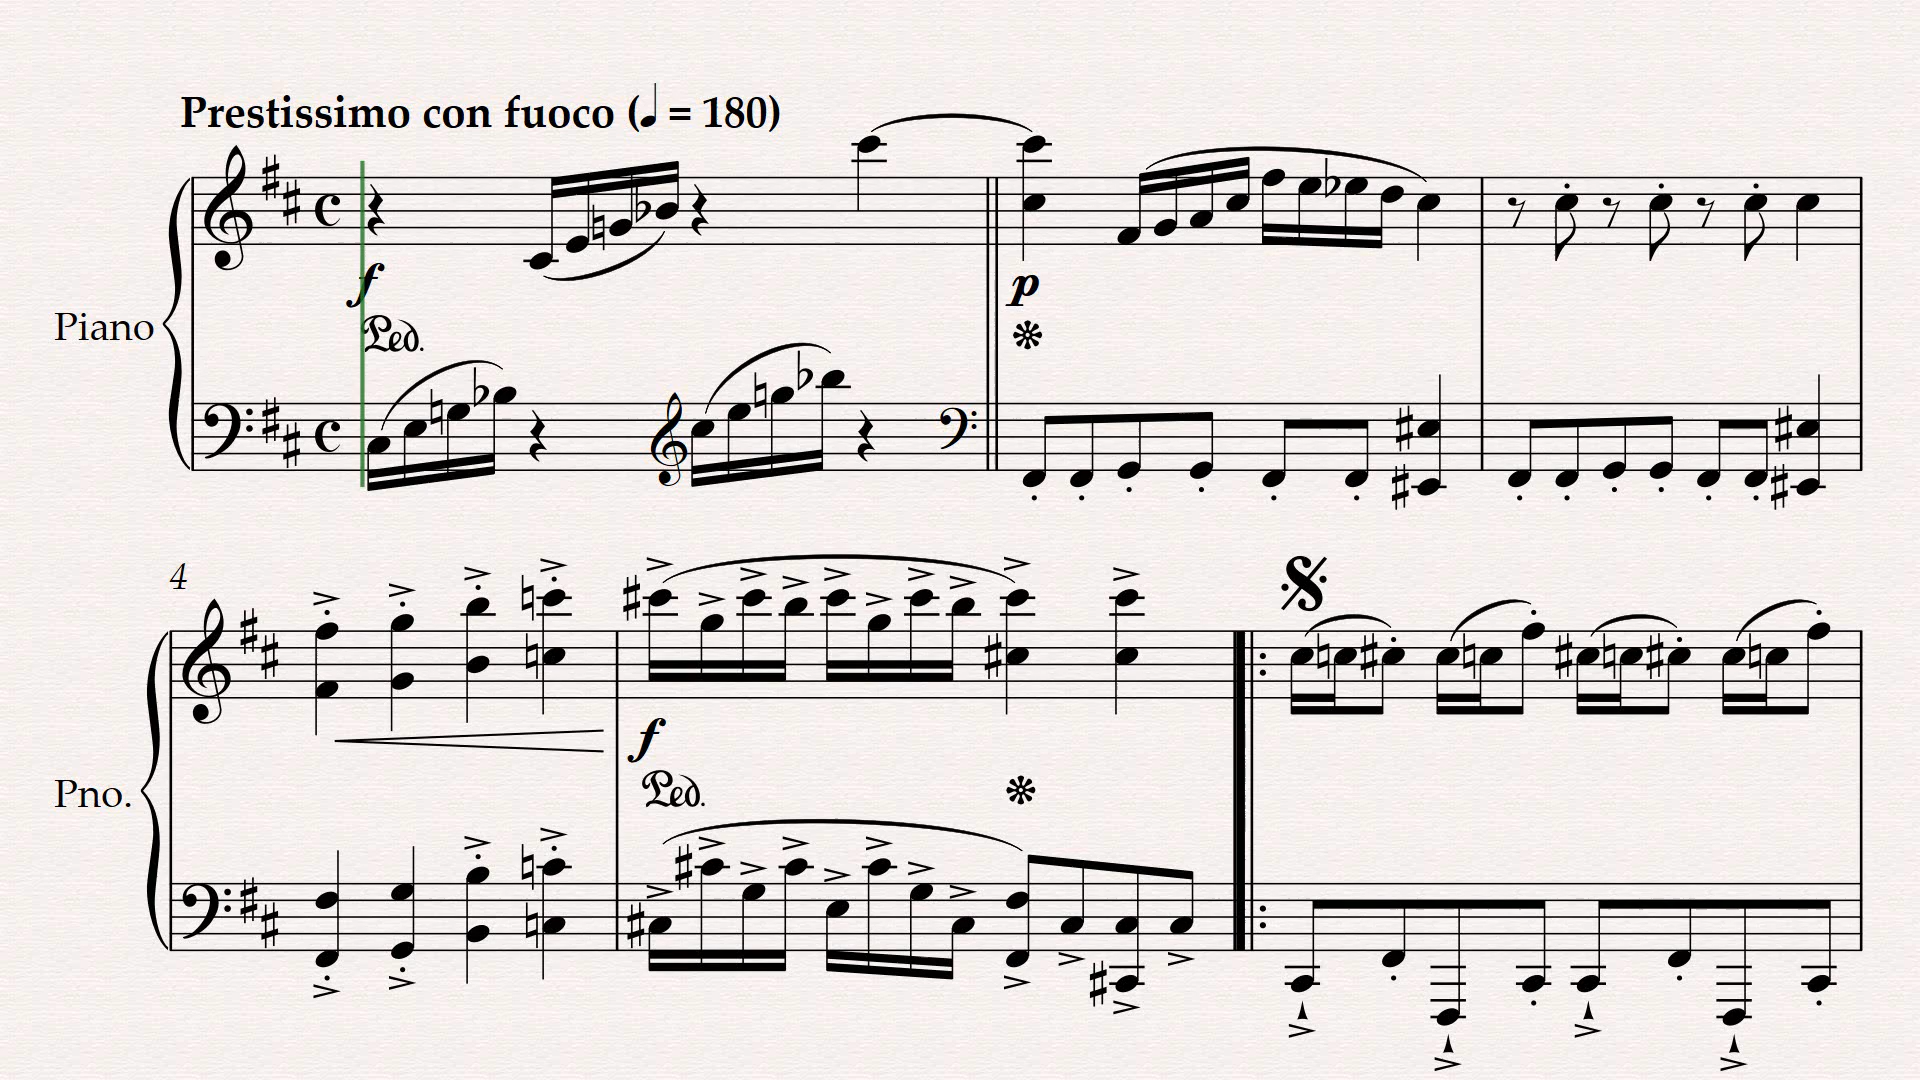 Prestissimo con fuoco (♩ = 180)
f
p
Piano
Ped.
4
f
Pno.
Ped.